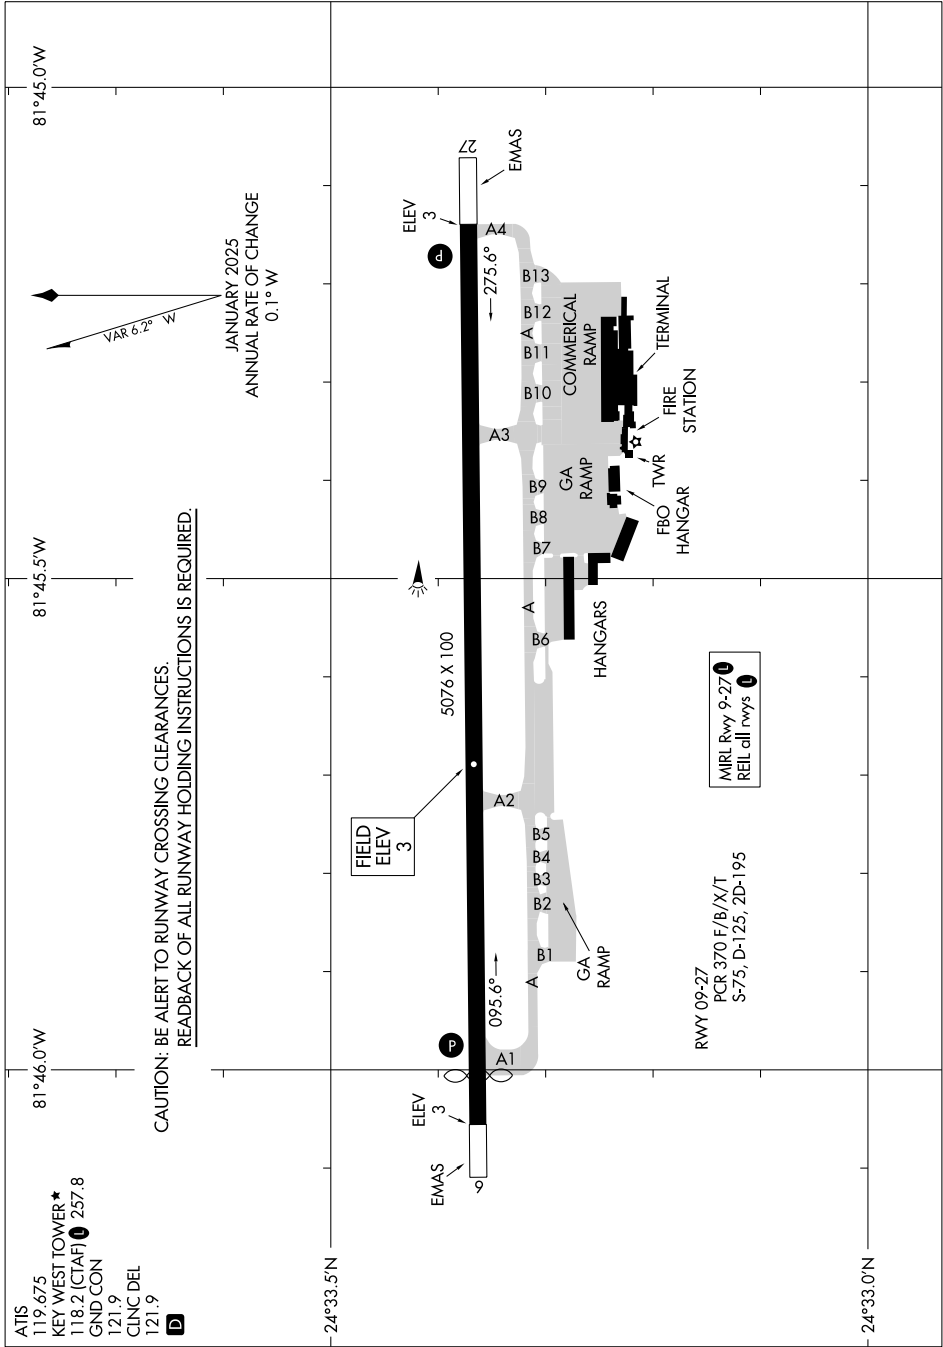 ATIS
119.675
KEY WEST TOWER★
118.2 (CTAF) L 257.8
GND CON
121.9
CLNC DEL
121.9
D
CAUTION: BE ALERT TO RUNWAY CROSSING CLEARANCES.
READBACK OF ALL RUNWAY HOLDING INSTRUCTIONS IS REQUIRED.
VAR 6.2° W
JANUARY 2025
ANNUAL RATE OF CHANGE
0.1° W
81°46.0'W
81°45.5'W
81°45.0'W
24°33.5'N
24°33.0'N
FIELD
ELEV
3
5076 X 100
EMAS
ELEV
3
9
P
095.6°
A1
A
B1
B2
B3
B4
B5
A2
GA
RAMP
B6
A
B7
B8
B9
A3
B10
B11
A
B12
B13
A4
275.6°
P
ELEV
3
27
EMAS
HANGARS
GA
RAMP
COMMERICAL
RAMP
FBO
HANGAR
TWR
FIRE
STATION
TERMINAL
RWY 09-27
PCR 370 F/B/X/T
S-75, D-125, 2D-195
MIRL Rwy 9-27 L
REIL all rwys L